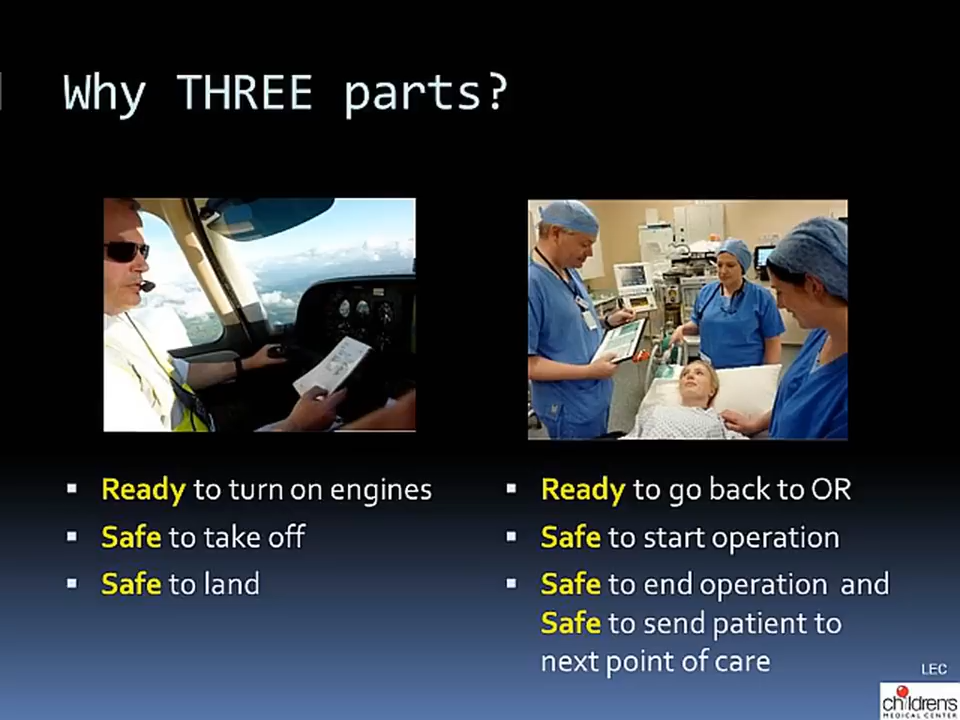 Why THREE parts?
Ready to turn on engines
Safe to take off
Safe to land
Ready to go back to OR
Safe to start operation
Safe to end operation and
Safe to send patient to
next point of care
LEC
childrens
MEDICAL CENTER